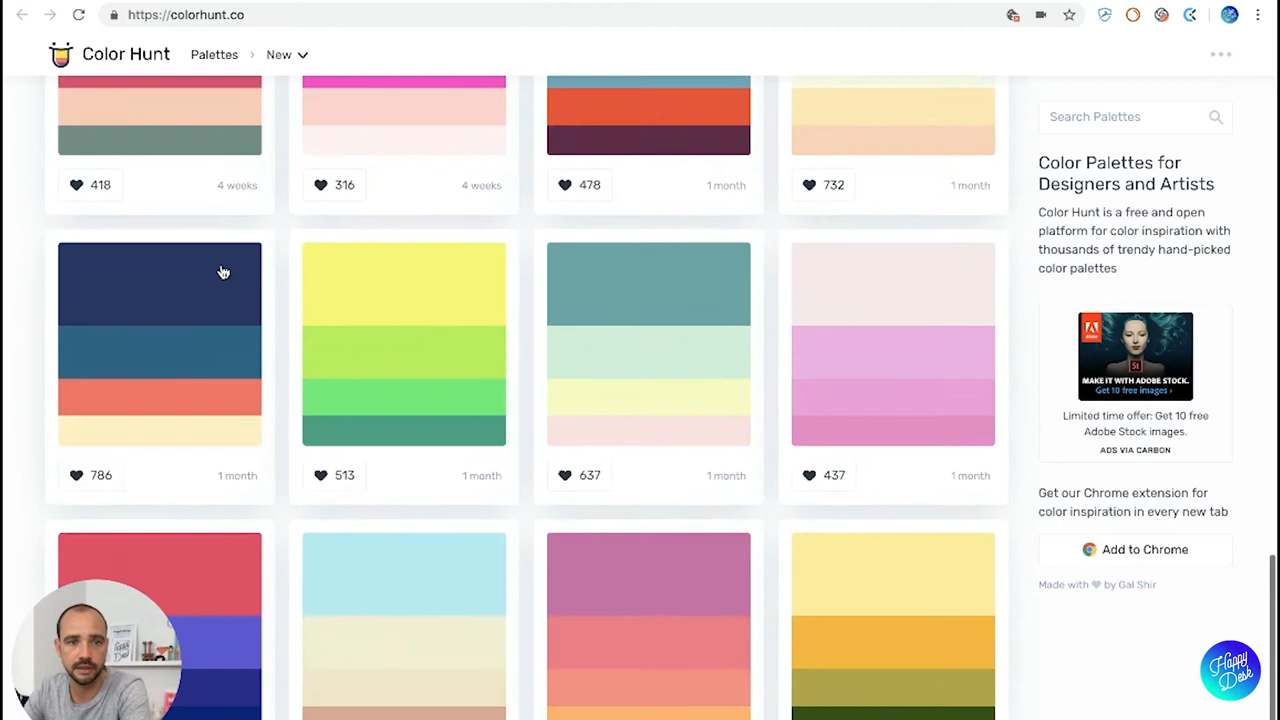 https://colorhunt.co
Color Hunt
Palettes > New
Search Palettes
418
4 weeks
316
4 weeks
478
1 month
732
1 month
Color Palettes for
Designers and Artists
Color Hunt is a free and open
platform for color inspiration with
thousands of trendy hand-picked
color palettes
MAKE IT WITH ADOBE STOCK.
Get 10 free images ›
Limited time offer: Get 10 free
Adobe Stock images.
ADS VIA CARBON
786
1 month
513
1 month
637
1 month
437
1 month
Get our Chrome extension for
color inspiration in every new tab
Add to Chrome
Made with ♥ by Gal Shir
Happy
Desk